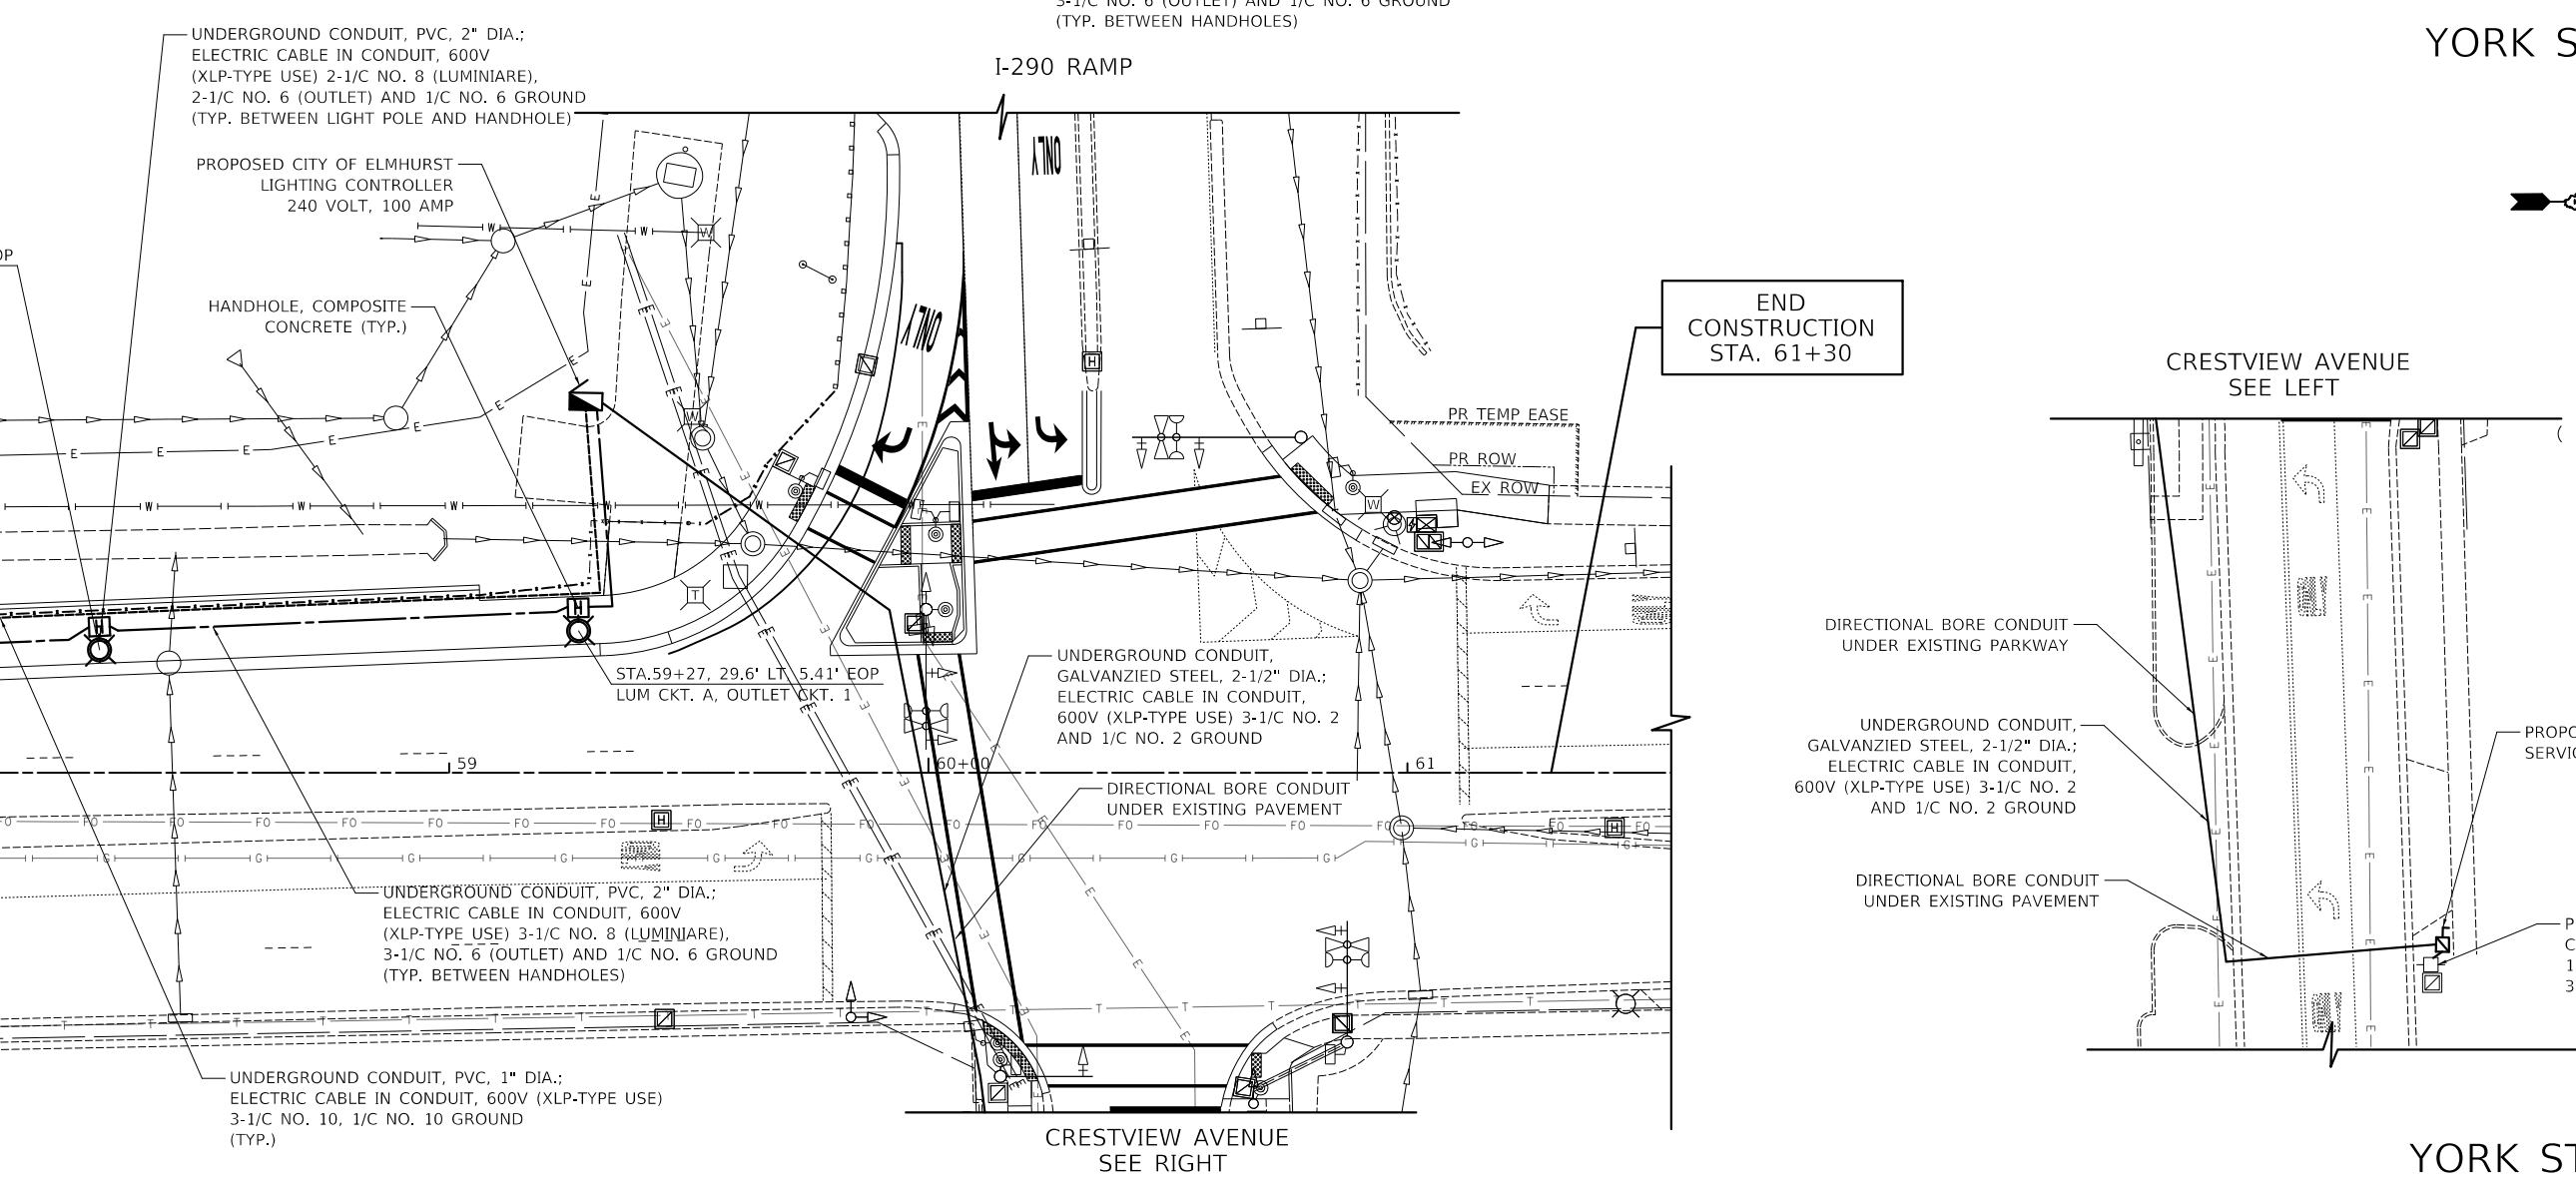 3-1/C NO. 6 (OUTLET) AND 1/C NO. 6 GROUND
(TYP. BETWEEN HANDHOLES)
UNDERGROUND CONDUIT, PVC, 2" DIA.;
ELECTRIC CABLE IN CONDUIT, 600V
(XLP-TYPE USE) 2-1/C NO. 8 (LUMINIARE),
2-1/C NO. 6 (OUTLET) AND 1/C NO. 6 GROUND
(TYP. BETWEEN LIGHT POLE AND HANDHOLE)
I-290 RAMP
YORK S
PROPOSED CITY OF ELMHURST
LIGHTING CONTROLLER
240 VOLT, 100 AMP
OP
HANDHOLE, COMPOSITE
CONCRETE (TYP.)
ONLY
ONLY
END
CONSTRUCTION
STA. 61+30
PR TEMP EASE
PR ROW
EX ROW
STA.59+27, 29.6' LT, 5.41' EOP
LUM CKT. A, OUTLET CKT. 1
UNDERGROUND CONDUIT,
GALVANZIED STEEL, 2-1/2" DIA.;
ELECTRIC CABLE IN CONDUIT,
600V (XLP-TYPE USE) 3-1/C NO. 2
AND 1/C NO. 2 GROUND
59
60+00
61
DIRECTIONAL BORE CONDUIT
UNDER EXISTING PAVEMENT
UNDERGROUND CONDUIT, PVC, 2" DIA.;
ELECTRIC CABLE IN CONDUIT, 600V
(XLP-TYPE USE) 3-1/C NO. 8 (LUMINIARE),
3-1/C NO. 6 (OUTLET) AND 1/C NO. 6 GROUND
(TYP. BETWEEN HANDHOLES)
UNDERGROUND CONDUIT, PVC, 1" DIA.;
ELECTRIC CABLE IN CONDUIT, 600V (XLP-TYPE USE)
3-1/C NO. 10, 1/C NO. 10 GROUND
(TYP.)
CRESTVIEW AVENUE
SEE RIGHT
CRESTVIEW AVENUE
SEE LEFT
DIRECTIONAL BORE CONDUIT
UNDER EXISTING PARKWAY
UNDERGROUND CONDUIT,
GALVANZIED STEEL, 2-1/2" DIA.;
ELECTRIC CABLE IN CONDUIT,
600V (XLP-TYPE USE) 3-1/C NO. 2
AND 1/C NO. 2 GROUND
DIRECTIONAL BORE CONDUIT
UNDER EXISTING PAVEMENT
PROPO
SERVIC
P
C
1
3
YORK ST